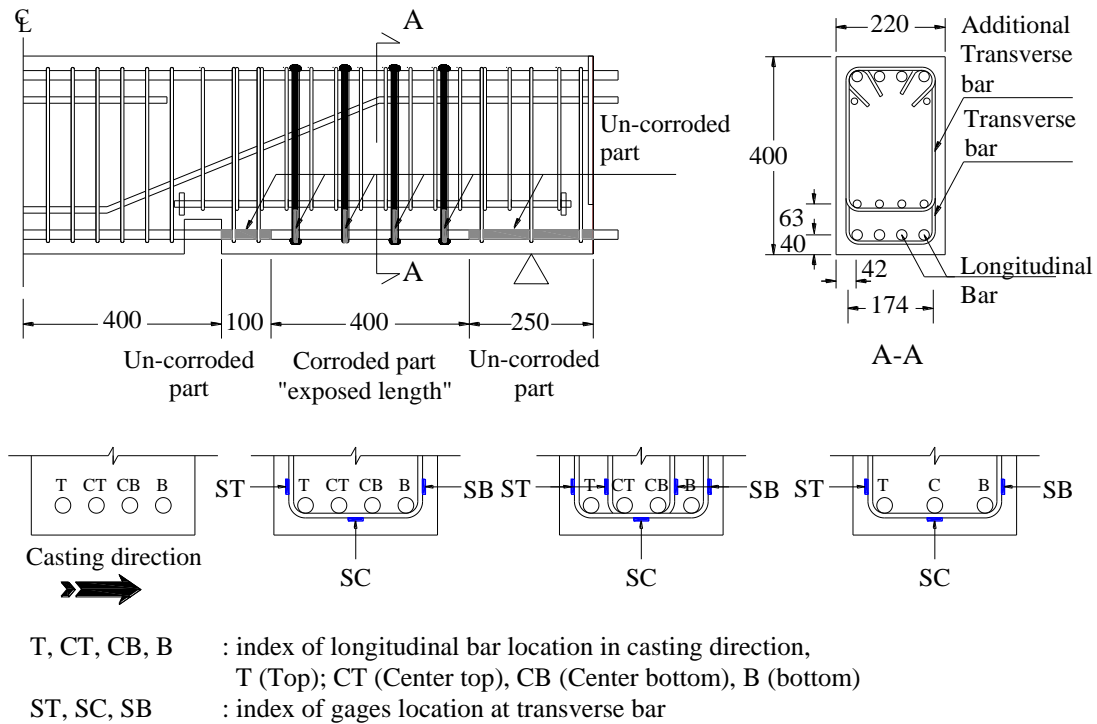 ℄
A
A
Un-corroded
part
400
100
400
250
Un-corroded
part
Corroded part
"exposed length"
Un-corroded
part
220
400
63
40
42
174
Additional
Transverse
bar
Transverse
bar
Longitudinal
Bar
A-A
T CT CB B
Casting direction
ST
T CT CB B
SB
SC
ST
T CT CB B
SB
SC
ST
T C B
SB
SC
T, CT, CB, B : index of longitudinal bar location in casting direction,
T (Top); CT (Center top), CB (Center bottom), B (bottom)
ST, SC, SB : index of gages location at transverse bar